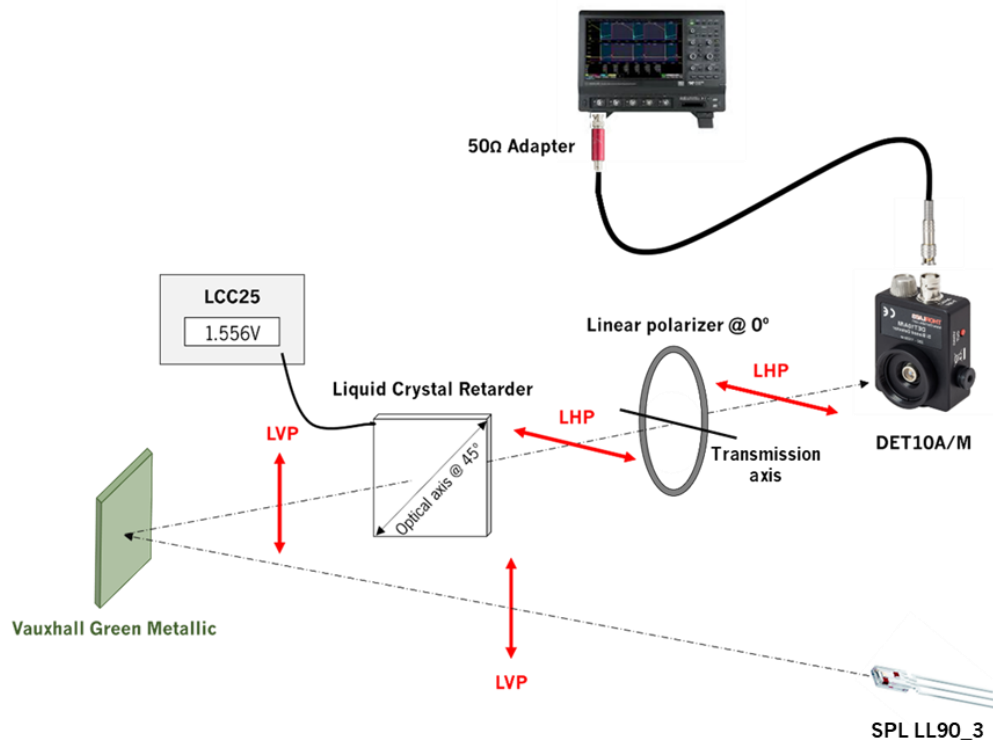 50Ω Adapter
LCC25
1.556V
Linear polarizer @ 0º
LHP
Liquid Crystal Retarder
LVP
LHP
Optical axis @ 45º
Transmission
axis
DET10A/M
Vauxhall Green Metallic
LVP
SPL LL90_3